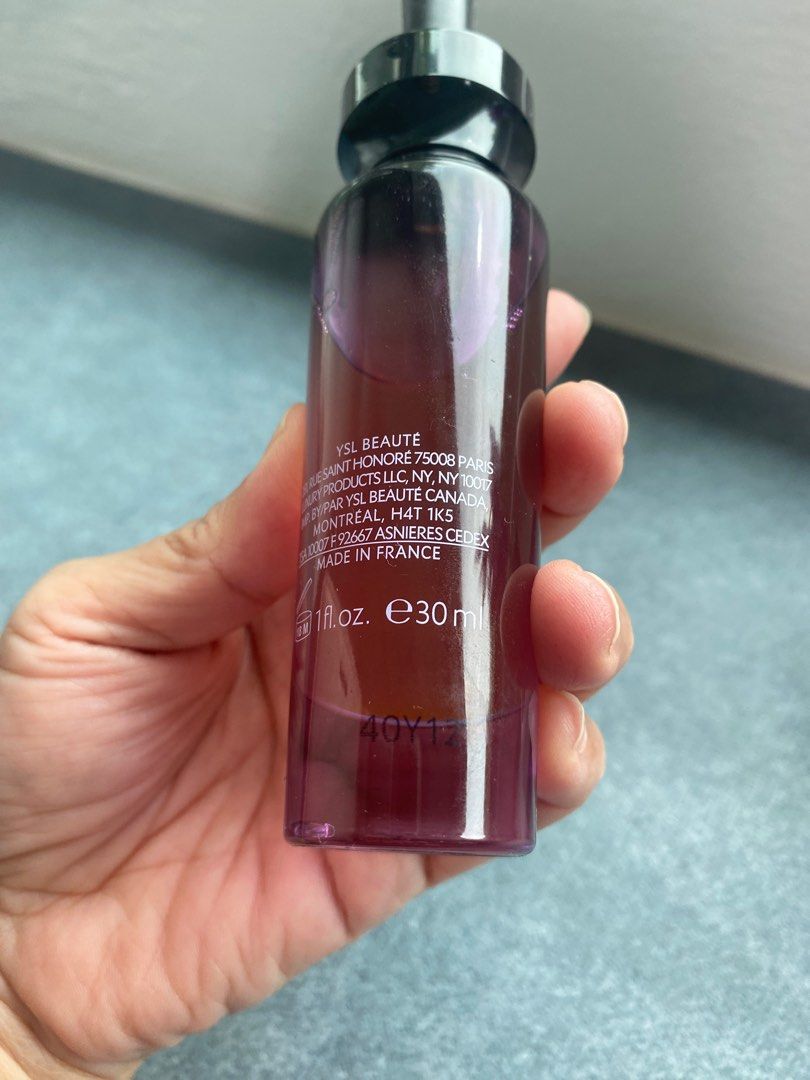 YSL BEAUTÉ
RUE SAINT HONORÉ 75008 PARIS
PRODUCTS LLC, NY, NY 10017
BY/PAR YSL BEAUTÉ CANADA,
MONTRÉAL, H4T 1K5
10007 F 92667 ASNIERES CEDEX
MADE IN FRANCE
1 fl. oz. ℮30 ml
40Y12